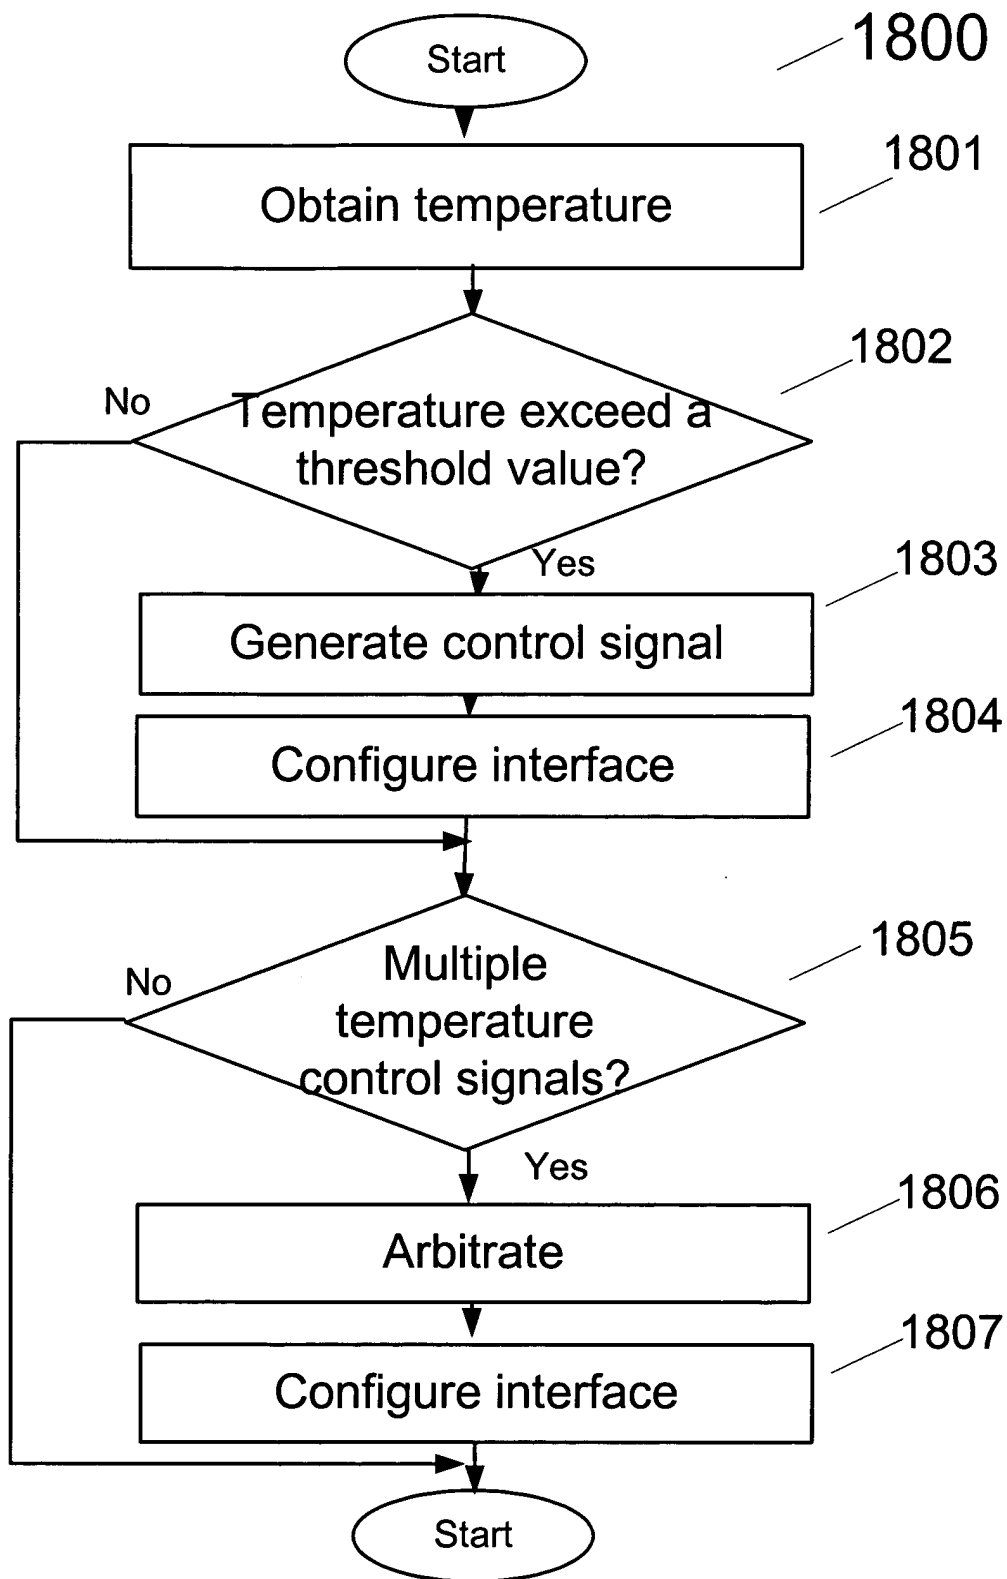 Start
1800
1801
Obtain temperature
1802
No
Temperature exceed a
threshold value?
Yes
1803
Generate control signal
1804
Configure interface
1805
Multiple
No
temperature
control signals?
Yes
1806
Arbitrate
1807
Configure interface
Start